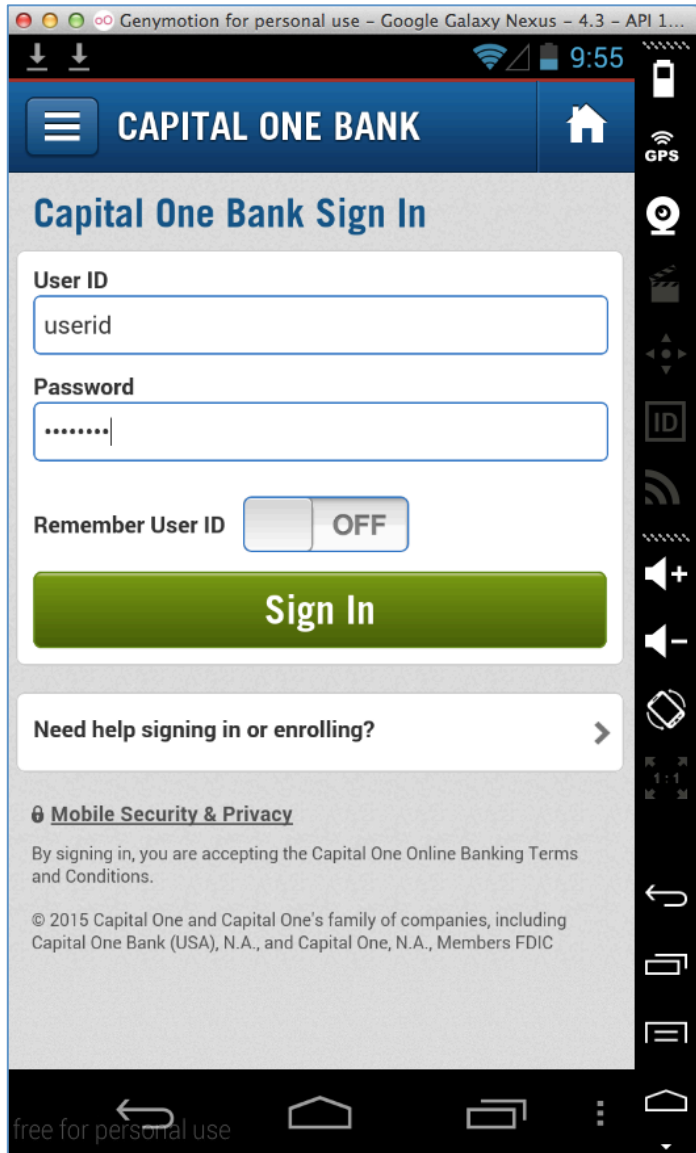 Genymotion for personal use – Google Galaxy Nexus – 4.3 – API 1...
9:55
CAPITAL ONE BANK
GPS
Capital One Bank Sign In
User ID
userid
Password
••••••••
ID
Remember User ID OFF
Sign In
Need help signing in or enrolling?
1:1
Mobile Security & Privacy
By signing in, you are accepting the Capital One Online Banking Terms
and Conditions.
© 2015 Capital One and Capital One's family of companies, including
Capital One Bank (USA), N.A., and Capital One, N.A., Members FDIC
free for personal use